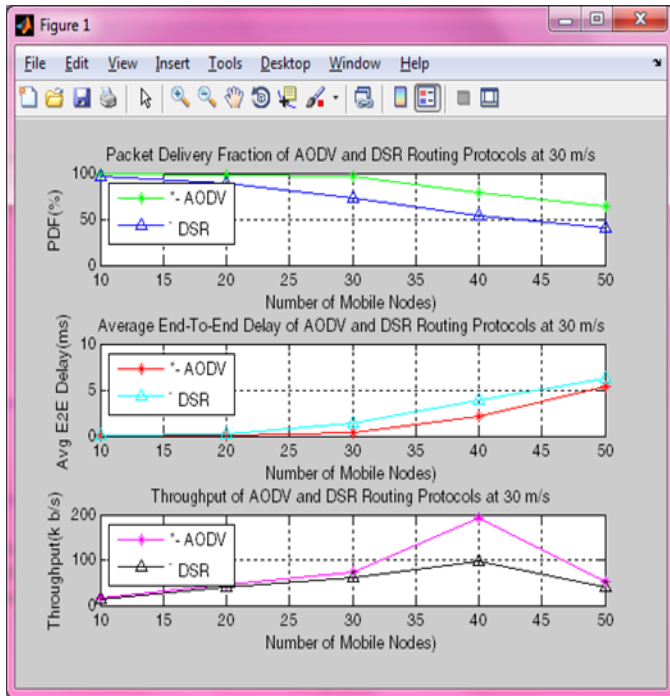 Figure 1
File Edit View Insert Tools Desktop Window Help
Packet Delivery Fraction of AODV and DSR Routing Protocols at 30 m/s
PDF(%)
100
50
0
*- AODV
- DSR
10 15 20 25 30 35 40 45 50
Number of Mobile Nodes)
Average End-To-End Delay of AODV and DSR Routing Protocols at 30 m/s
Avg E2E Delay(ms)
10
5
0
*- AODV
- DSR
10 15 20 25 30 35 40 45 50
Number of Mobile Nodes)
Throughput of AODV and DSR Routing Protocols at 30 m/s
Throughput(k b/s)
200
100
0
*- AODV
- DSR
10 15 20 25 30 35 40 45 50
Number of Mobile Nodes)